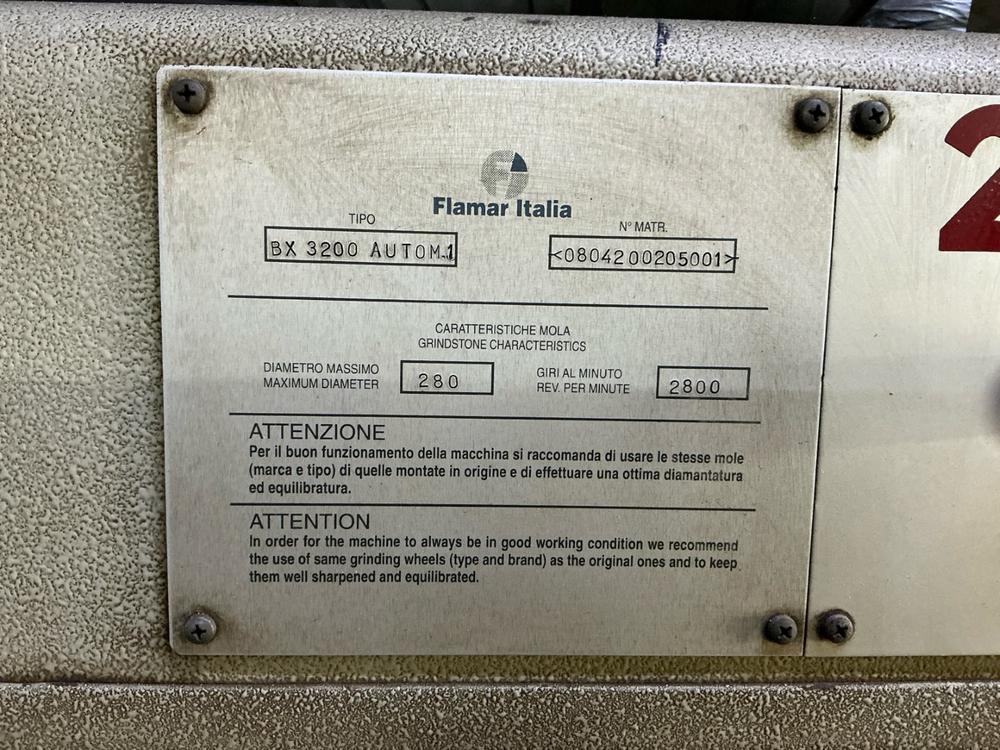 Flamar Italia
TIPO
BX 3200 AUTOM.1
N° MATR.
<0804200205001>
CARATTERISTICHE MOLA
GRINDSTONE CHARACTERISTICS
DIAMETRO MASSIMO
MAXIMUM DIAMETER
280
GIRI AL MINUTO
REV. PER MINUTE
2800
ATTENZIONE
Per il buon funzionamento della macchina si raccomanda di usare le stesse mole
(marca e tipo) di quelle montate in origine e di effettuare una ottima diamantatura
ed equilibratura.
ATTENTION
In order for the machine to always be in good working condition we recommend
the use of same grinding wheels (type and brand) as the original ones and to keep
them well sharpened and equilibrated.
2